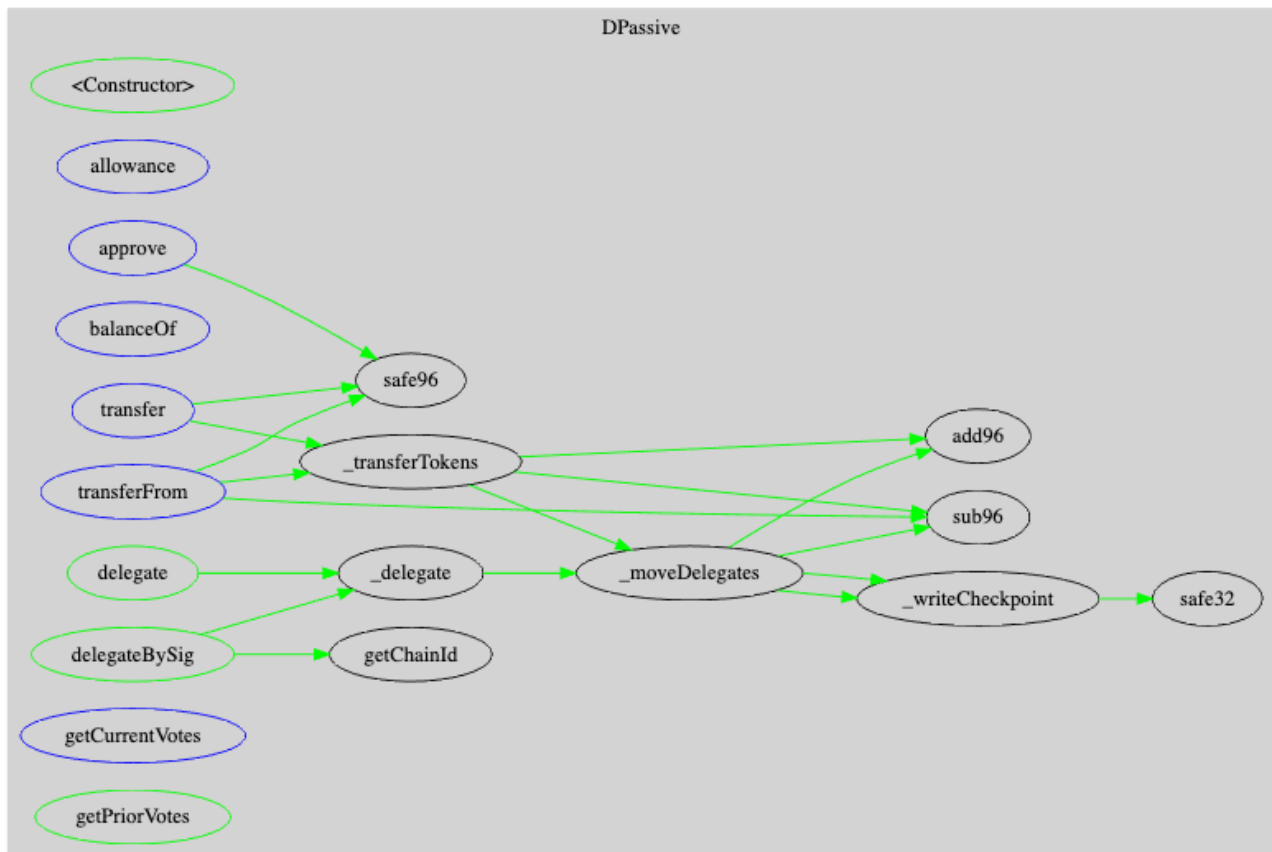 DPassive
<Constructor>
allowance
approve
balanceOf
safe96
transfer
add96
_transferTokens
transferFrom
sub96
delegate
_delegate
_moveDelegates
_writeCheckpoint
safe32
delegateBySig
getChainId
getCurrentVotes
getPriorVotes